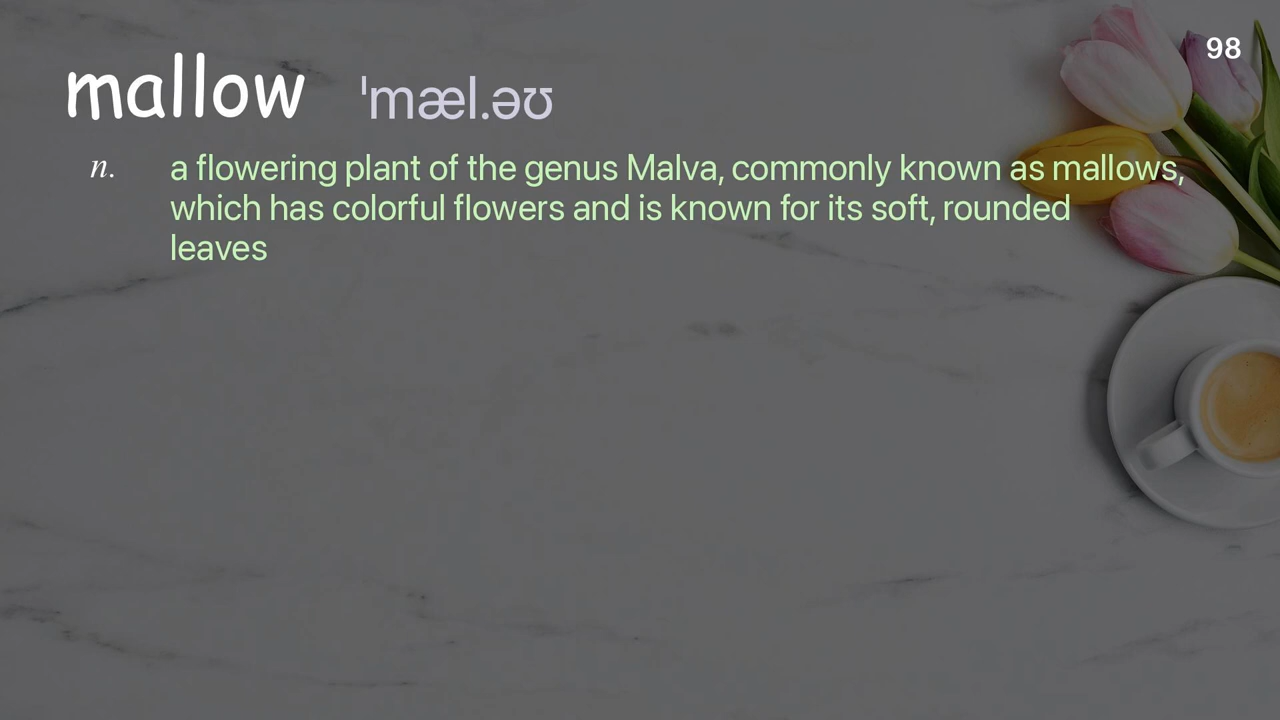 98
mallow ˈmæl.əʊ
n. a flowering plant of the genus Malva, commonly known as mallows,
which has colorful flowers and is known for its soft, rounded
leaves